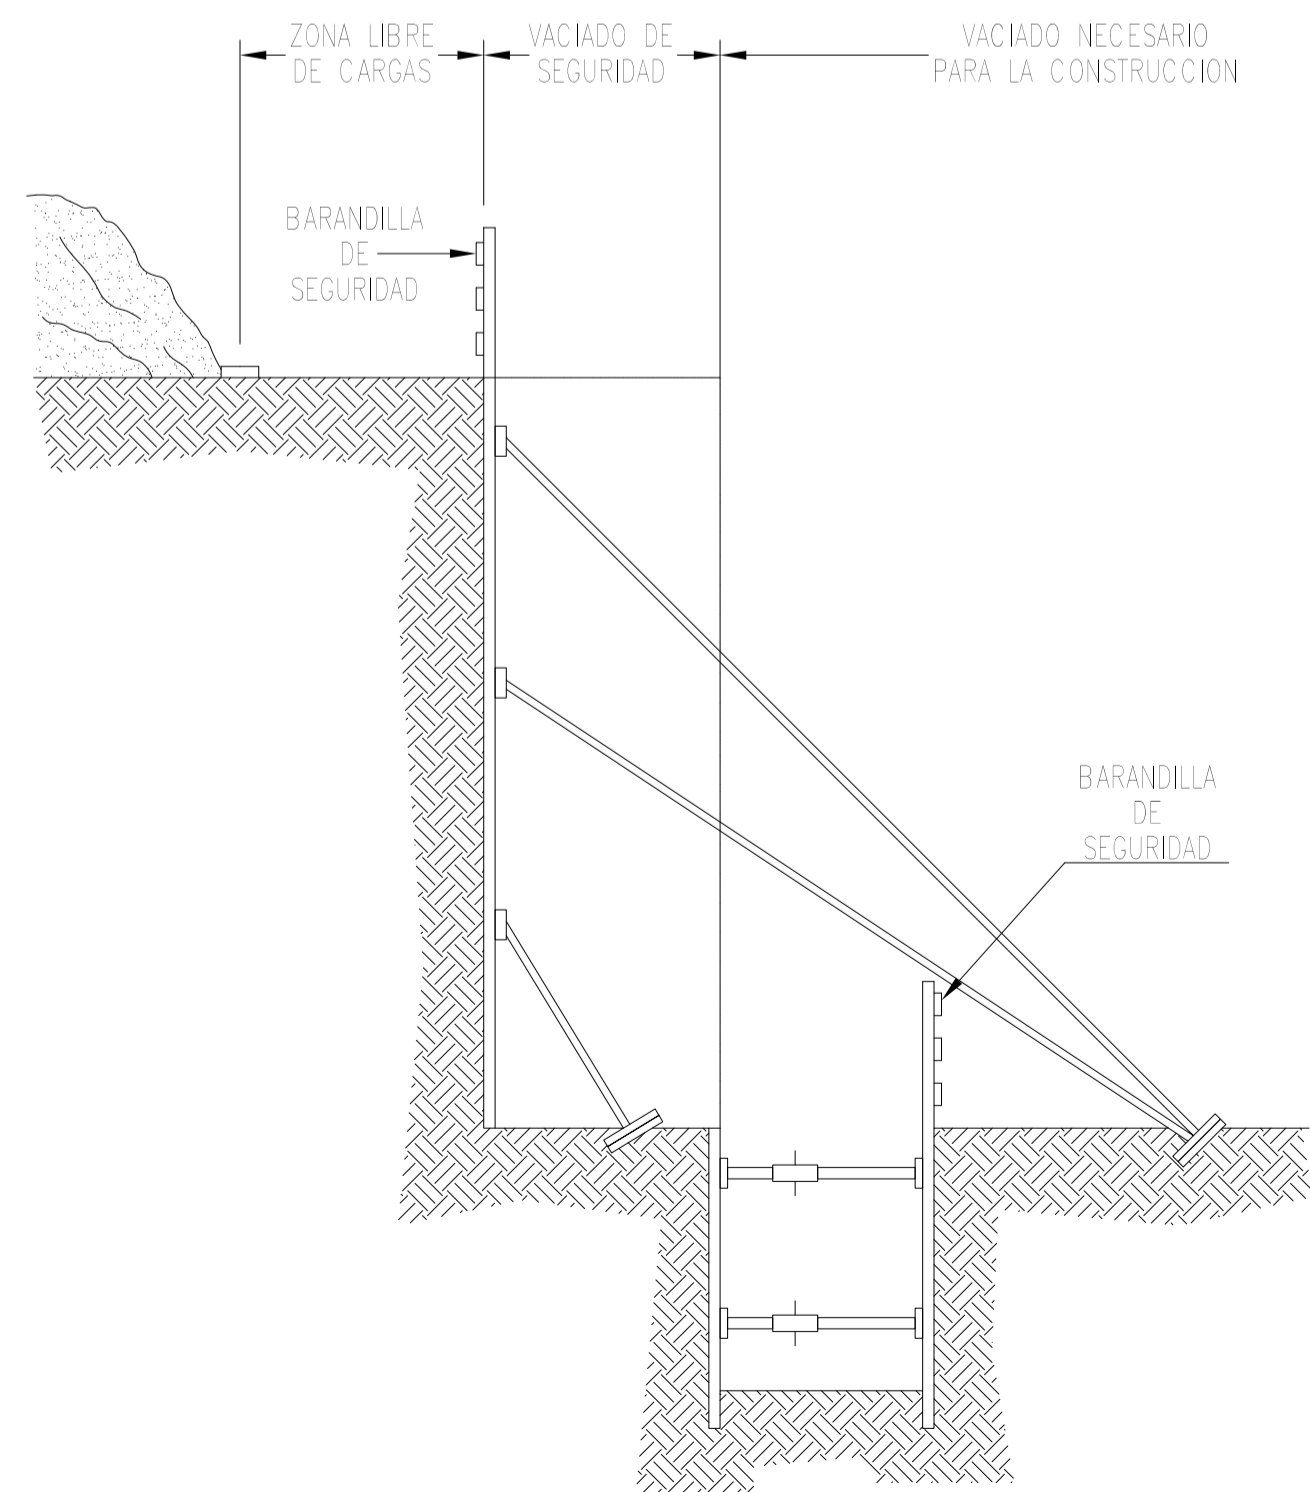 ZONA LIBRE
DE CARGAS
VACIADO DE
SEGURIDAD
VACIADO NECESARIO
PARA LA CONSTRUCCION
BARANDILLA
DE
SEGURIDAD
BARANDILLA
DE
SEGURIDAD